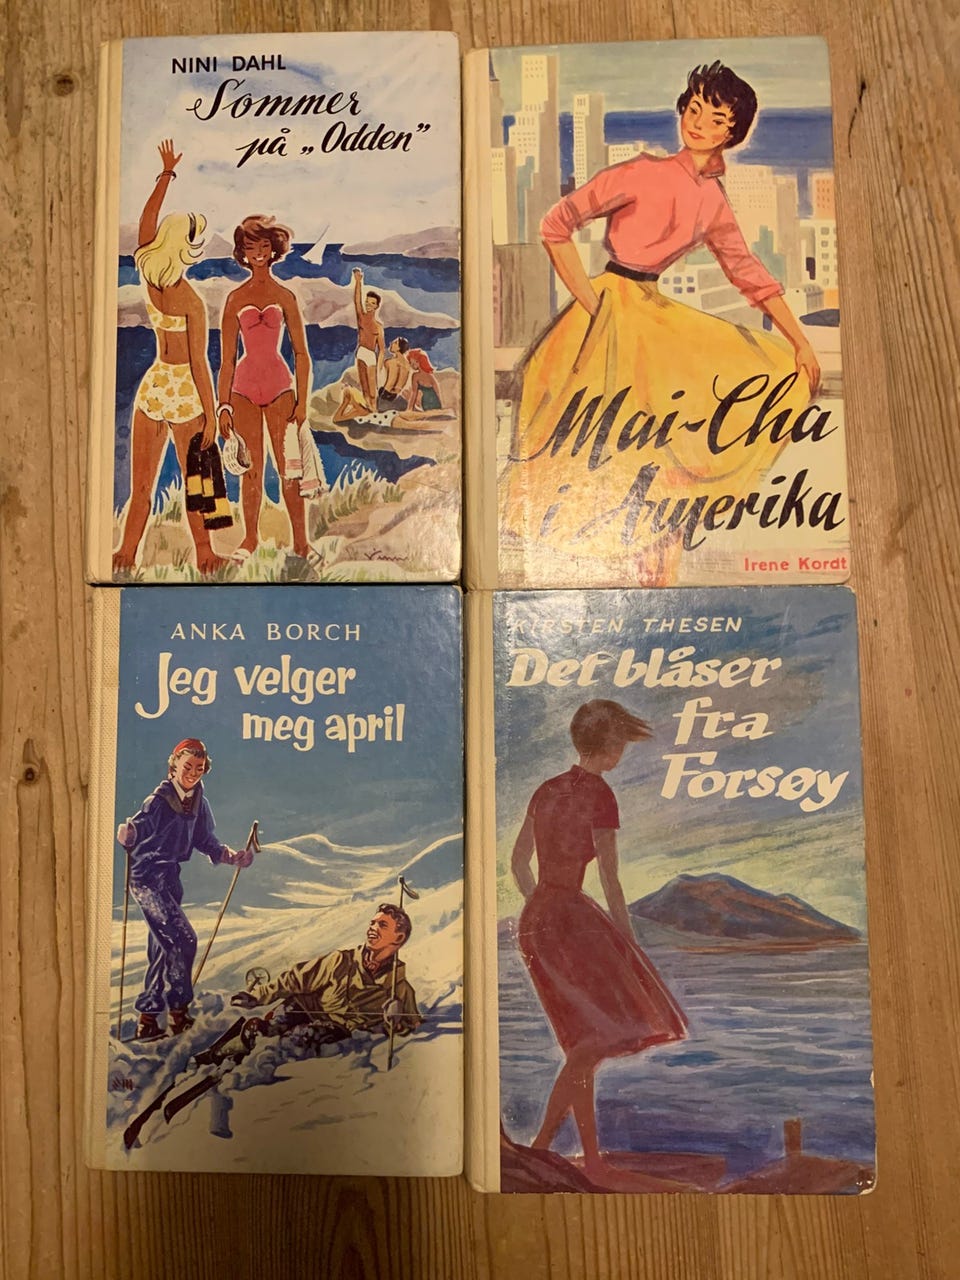 NINI DAHL
Sommer
på „Odden”
Mai-Cha
i Amerika
Irene Kordt
ANKA BORCH
Jeg velger
meg april
KIRSTEN THESEN
Det blåser
fra
Forsøy